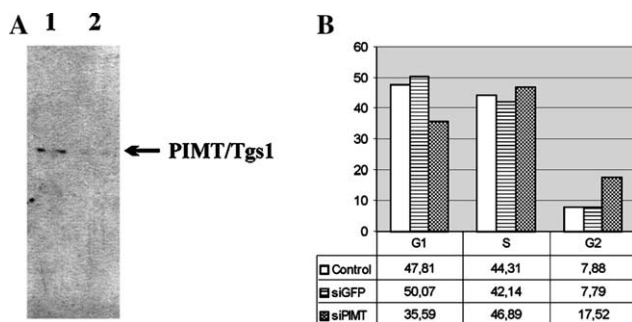 A
1 2
PIMT/Tgs1
B
60
50
40
30
20
10
0
G1 S G2
Control 47,81 44,31 7,88
siGFP 50,07 42,14 7,79
siPIMT 35,59 46,89 17,52